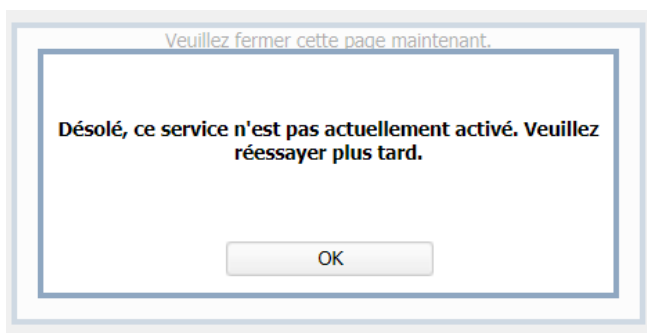 Veuillez fermer cette page maintenant.
Désolé, ce service n'est pas actuellement activé. Veuillez
réessayer plus tard.
OK